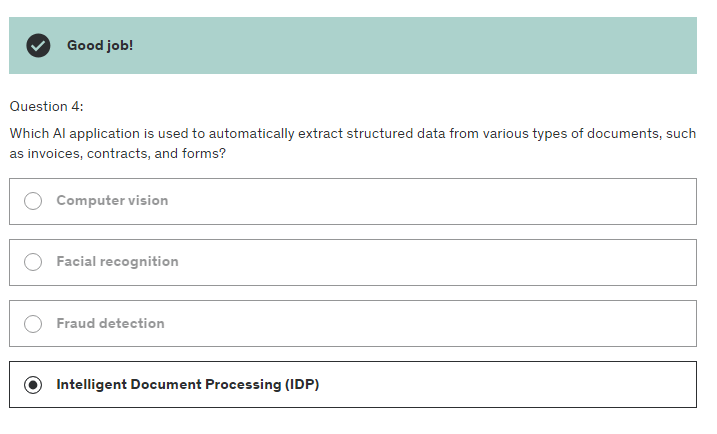 Good job!
Question 4:
Which AI application is used to automatically extract structured data from various types of documents, such
as invoices, contracts, and forms?
Computer vision
Facial recognition
Fraud detection
Intelligent Document Processing (IDP)